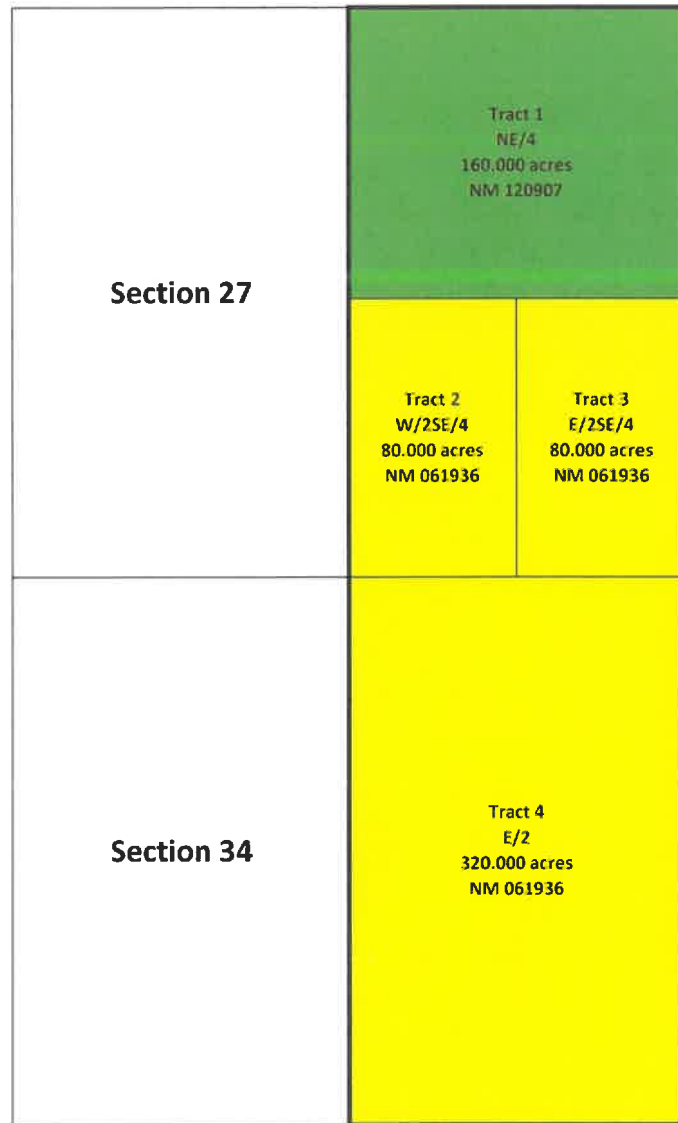 Tract 1
NE/4
160.000 acres
NM 120907
Section 27
Tract 2
W/2SE/4
80.000 acres
NM 061936
Tract 3
E/2SE/4
80.000 acres
NM 061936
Section 34
Tract 4
E/2
320.000 acres
NM 061936